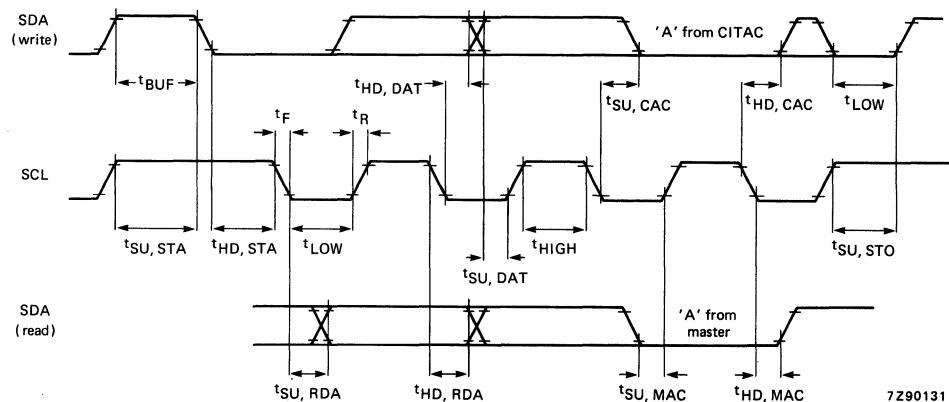 SDA
(write)
'A' from CITAC
tBUF
tHD, DAT
tSU, CAC
tHD, CAC
tLOW
tF
tR
SCL
tSU, STA
tHD, STA
tLOW
tSU, DAT
tHIGH
tSU, STO
SDA
(read)
'A' from
master
tSU, RDA
tHD, RDA
tSU, MAC
tHD, MAC
7Z90131